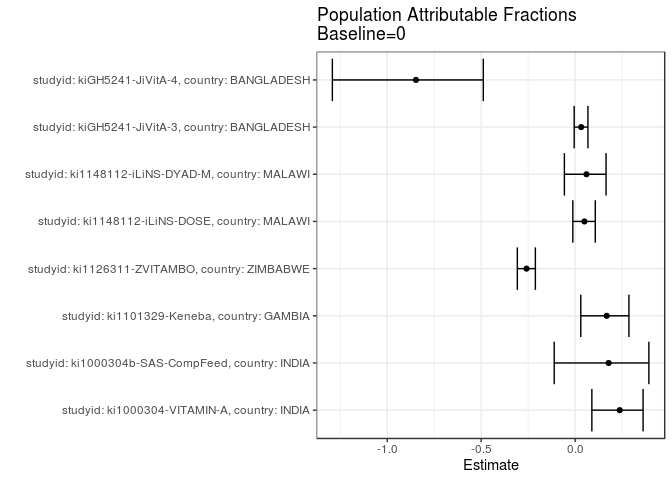 Population Attributable Fractions
Baseline=0
studyid: kiGH5241-JiVitA-4, country: BANGLADESH
studyid: kiGH5241-JiVitA-3, country: BANGLADESH
studyid: ki1148112-iLiNS-DYAD-M, country: MALAWI
studyid: ki1148112-iLiNS-DOSE, country: MALAWI
studyid: ki1126311-ZVITAMBO, country: ZIMBABWE
studyid: ki1101329-Keneba, country: GAMBIA
studyid: ki1000304b-SAS-CompFeed, country: INDIA
studyid: ki1000304-VITAMIN-A, country: INDIA
-1.0 -0.5 0.0
Estimate